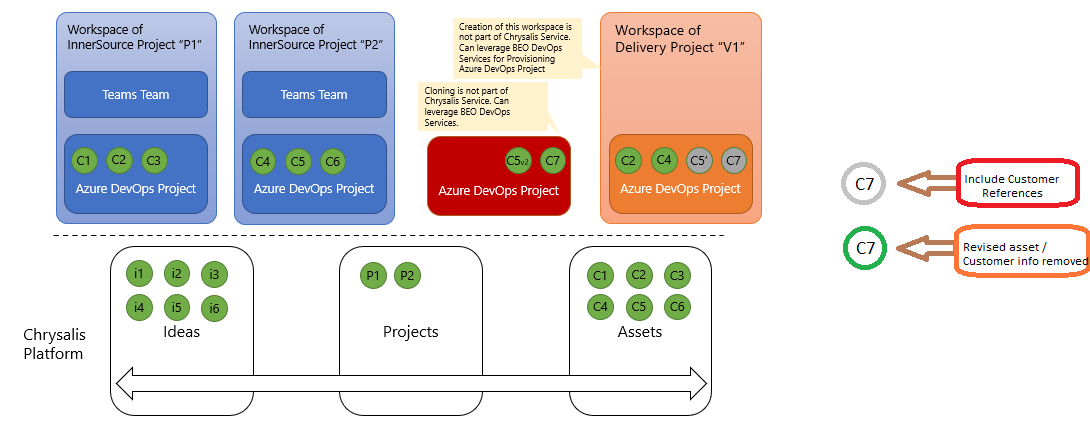 Workspace of
InnerSource Project “P1”
Teams Team
C1 C2 C3
Azure DevOps Project
Workspace of
InnerSource Project “P2”
Teams Team
C4 C5 C6
Azure DevOps Project
Creation of this workspace is
not part of Chrysalis Service.
Can leverage BEO DevOps
Services for Provisioning
Azure DevOps Project
Cloning is not part of
Chrysalis Service. Can
leverage BEO DevOps
Services.
C5v2 C7
Azure DevOps Project
Workspace of
Delivery Project “V1”
C2 C4 C5’ C7
Azure DevOps Project
C7
Include Customer
References
C7
Revised asset /
Customer info removed
Chrysalis
Platform
i1 i2 i3
i4 i5 i6
Ideas
P1 P2
Projects
C1 C2 C3
C4 C5 C6
Assets